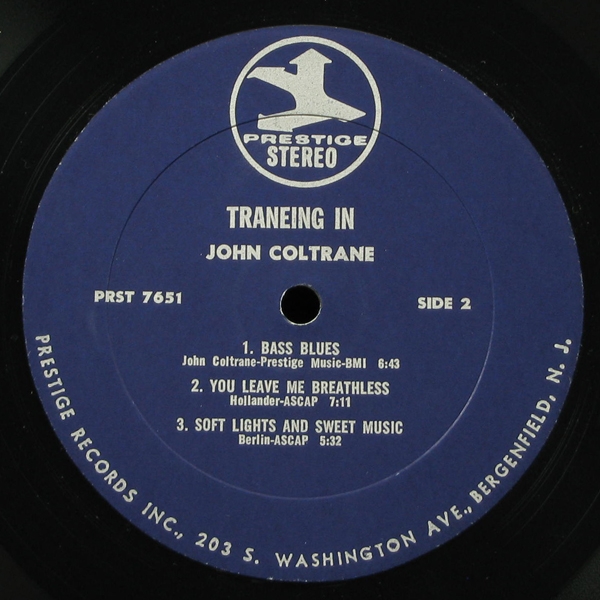 PRESTIGE
STEREO
TRANEING IN
JOHN COLTRANE
PRST 7651
SIDE 2
1. BASS BLUES
John Coltrane-Prestige Music-BMI 6:43
2. YOU LEAVE ME BREATHLESS
Hollander-ASCAP 7:11
3. SOFT LIGHTS AND SWEET MUSIC
Berlin-ASCAP 5:32
PRESTIGE RECORDS INC., 203 S. WASHINGTON AVE., BERGENFIELD, N. J.